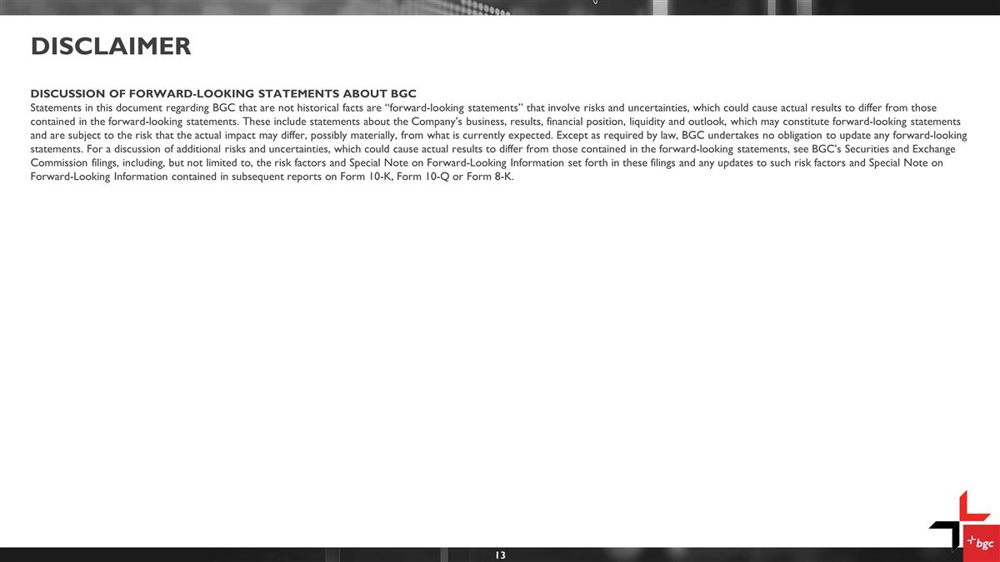 DISCLAIMER
DISCUSSION OF FORWARD-LOOKING STATEMENTS ABOUT BGC
Statements in this document regarding BGC that are not historical facts are “forward-looking statements” that involve risks and uncertainties, which could cause actual results to differ from those
contained in the forward-looking statements. These include statements about the Company’s business, results, financial position, liquidity and outlook, which may constitute forward-looking statements
and are subject to the risk that the actual impact may differ, possibly materially, from what is currently expected. Except as required by law, BGC undertakes no obligation to update any forward-looking
statements. For a discussion of additional risks and uncertainties, which could cause actual results to differ from those contained in the forward-looking statements, see BGC’s Securities and Exchange
Commission filings, including, but not limited to, the risk factors and Special Note on Forward-Looking Information set forth in these filings and any updates to such risk factors and Special Note on
Forward-Looking Information contained in subsequent reports on Form 10-K, Form 10-Q or Form 8-K.
13
bgc